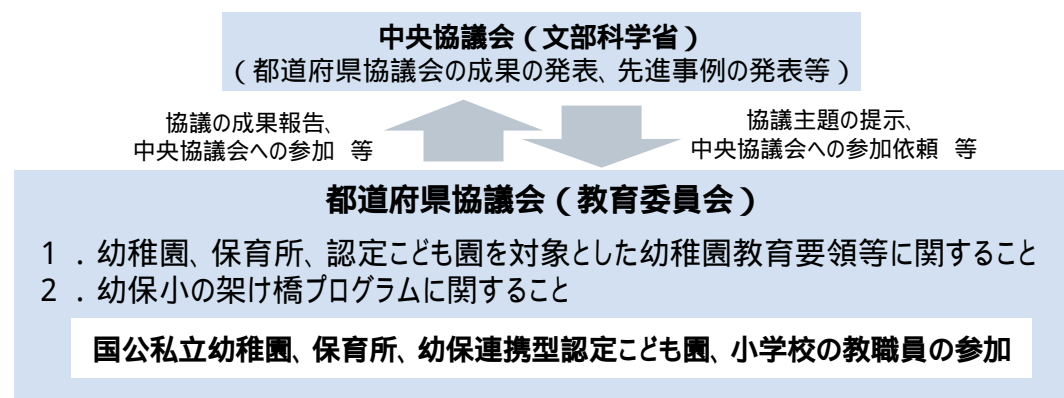 中央協議会（文部科学省）
（都道府県協議会の成果の発表、先進事例の発表等）
協議の成果報告、
中央協議会への参加　等
協議主題の提示、
中央協議会への参加依頼　等
都道府県協議会（教育委員会）
１．幼稚園、保育所、認定こども園を対象とした幼稚園教育要領等に関すること
２．幼保小の架け橋プログラムに関すること
国公私立幼稚園、保育所、幼保連携型認定こども園、小学校の教職員の参加